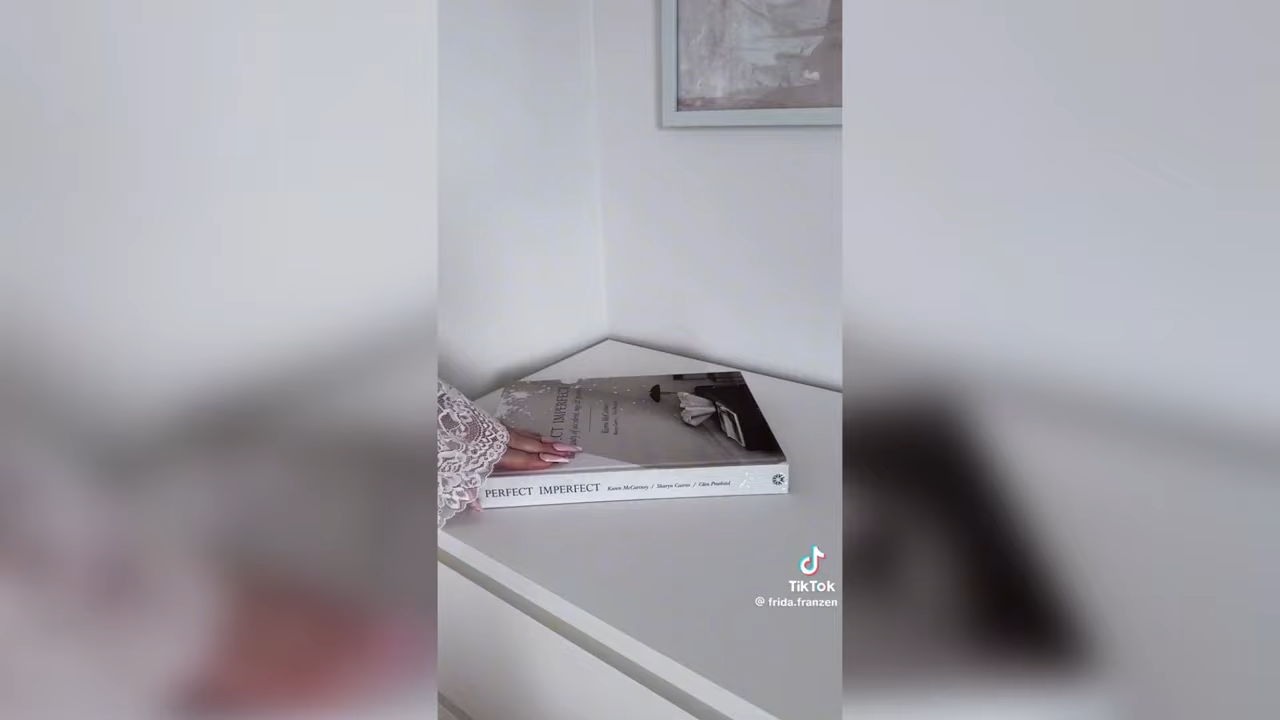 PERFECT IMPERFECT Karen McCartney / Sharyn Cairns / Glen Proebstel
TikTok
@ frida.franzen